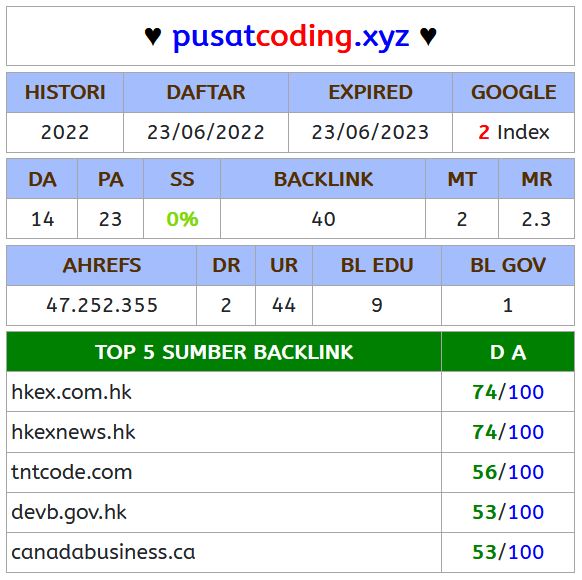 ♥ pusatcoding.xyz ♥
HISTORI DAFTAR EXPIRED GOOGLE
2022 23/06/2022 23/06/2023 2 Index
DA PA SS BACKLINK MT MR
14 23 0% 40 2 2.3
AHREFS DR UR BL EDU BL GOV
47.252.355 2 44 9 1
TOP 5 SUMBER BACKLINK D A
hkex.com.hk 74/100
hkexnews.hk 74/100
tntcode.com 56/100
devb.gov.hk 53/100
canadabusiness.ca 53/100